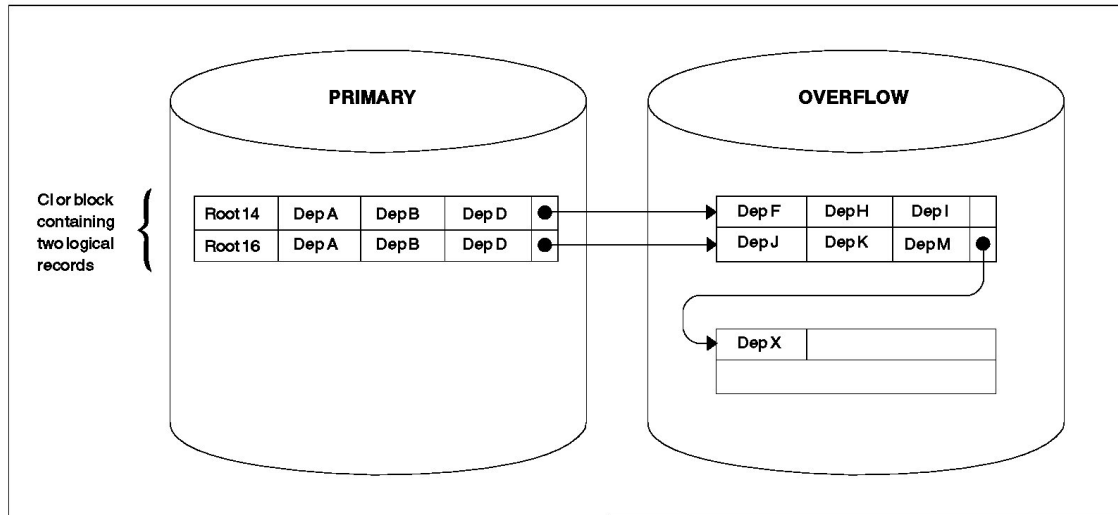 PRIMARY
OVERFLOW
CI or block
containing
two logical
records
Root 14 Dep A Dep B Dep D
Root 16 Dep A Dep B Dep D
Dep F Dep H Dep I
Dep J Dep K Dep M
Dep X